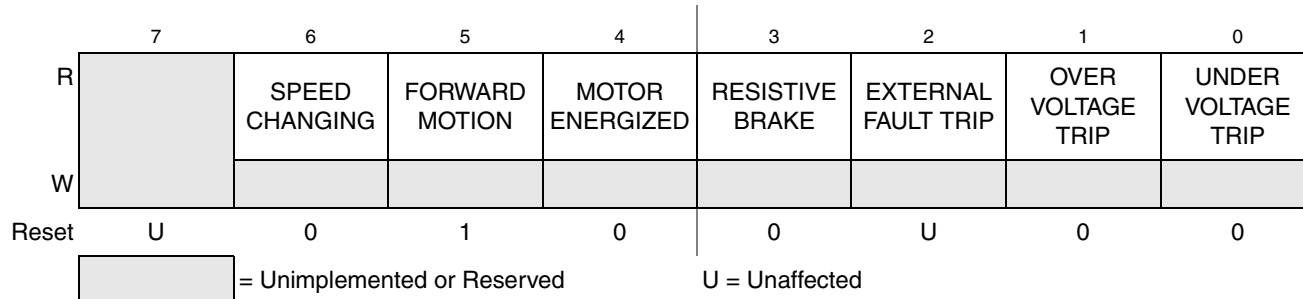 7 6 5 4 3 2 1 0
R
SPEED CHANGING
FORWARD MOTION
MOTOR ENERGIZED
RESISTIVE BRAKE
EXTERNAL FAULT TRIP
OVER VOLTAGE TRIP
UNDER VOLTAGE TRIP
W
Reset U 0 1 0 0 U 0 0
= Unimplemented or Reserved U = Unaffected